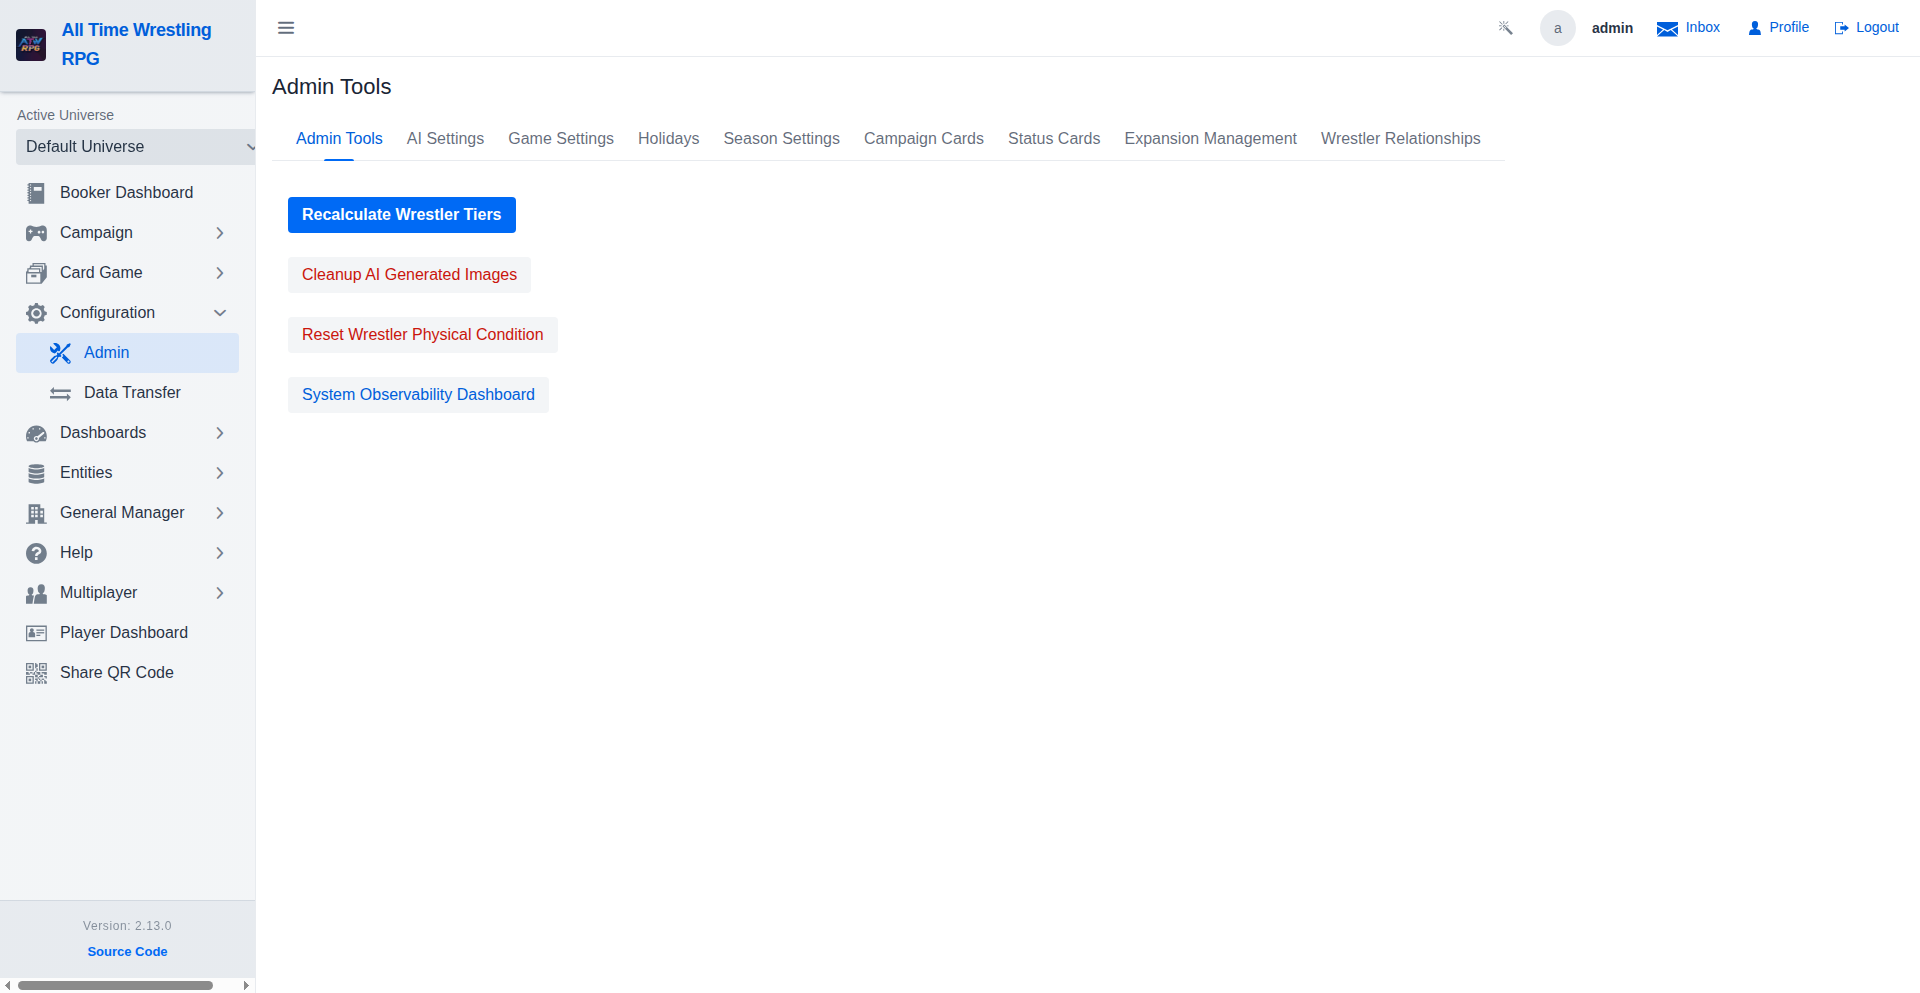 All Time Wrestling
RPG
Active Universe
Default Universe
Booker Dashboard
Campaign
Card Game
Configuration
Admin
Data Transfer
Dashboards
Entities
General Manager
Help
Multiplayer
Player Dashboard
Share QR Code
Version: 2.13.0
Source Code
a
admin
Inbox
Profile
Logout
Admin Tools
Admin Tools
AI Settings
Game Settings
Holidays
Season Settings
Campaign Cards
Status Cards
Expansion Management
Wrestler Relationships
Recalculate Wrestler Tiers
Cleanup AI Generated Images
Reset Wrestler Physical Condition
System Observability Dashboard